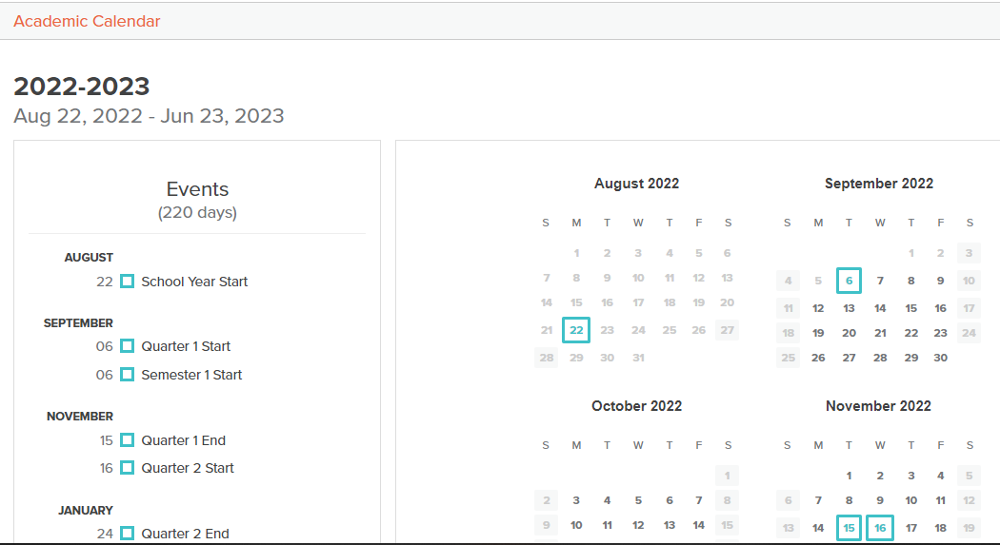 Academic Calendar
2022-2023
Aug 22, 2022 - Jun 23, 2023
Events
(220 days)
AUGUST
22 School Year Start
SEPTEMBER
06 Quarter 1 Start
06 Semester 1 Start
NOVEMBER
15 Quarter 1 End
16 Quarter 2 Start
JANUARY
24 Quarter 2 End
August 2022
S M T W T F S
1 2 3 4 5 6
7 8 9 10 11 12 13
14 15 16 17 18 19 20
21 22 23 24 25 26 27
28 29 30 31
September 2022
S M T W T F S
1 2 3
4 5 6 7 8 9 10
11 12 13 14 15 16 17
18 19 20 21 22 23 24
25 26 27 28 29 30
October 2022
S M T W T F S
1
2 3 4 5 6 7 8
9 10 11 12 13 14 15
November 2022
S M T W T F S
1 2 3 4 5
6 7 8 9 10 11 12
13 14 15 16 17 18 19